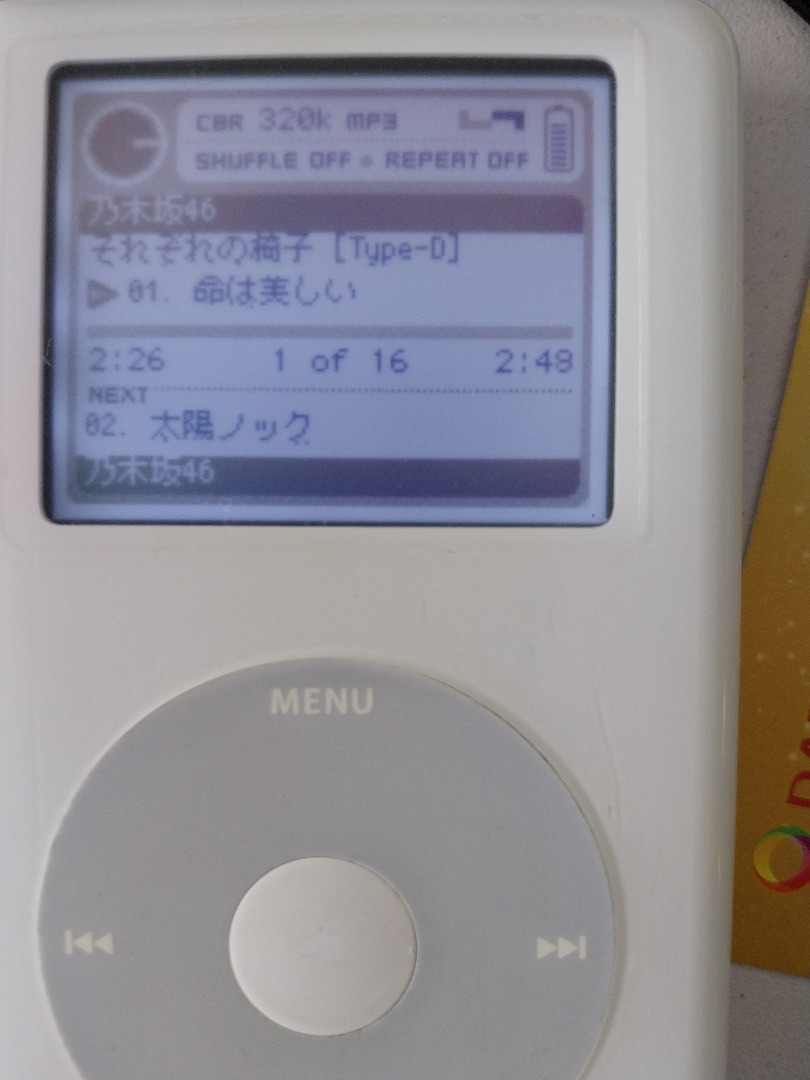 CBR 320k MP3
SHUFFLE OFF REPEAT OFF
乃木坂46
それぞれの椅子 [Type-D]
01. 命は美しい
2:26 1 of 16 2:48
NEXT
02. 太陽ノック
乃木坂46
MENU